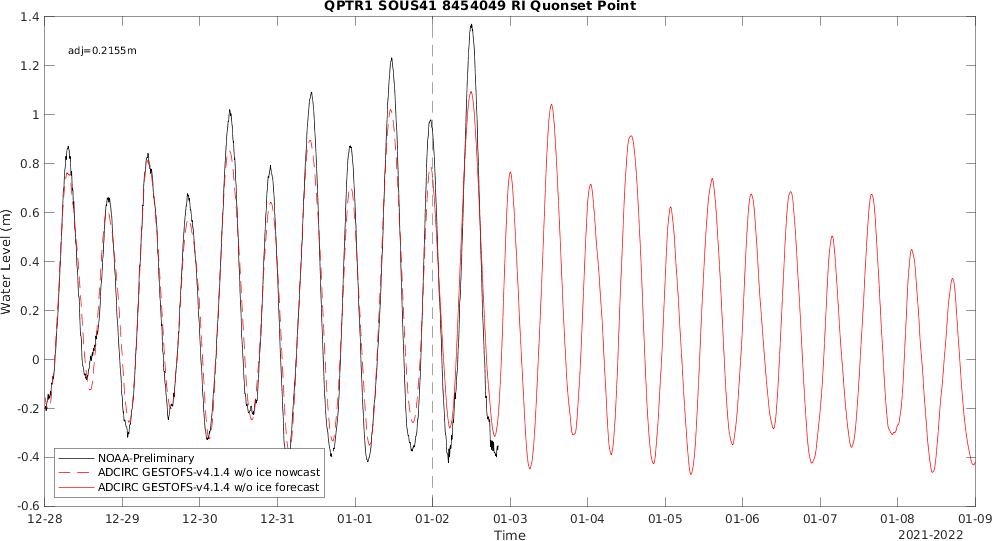 QPTR1 SOUS41 8454049 RI Quonset Point
adj=0.2155m
Water Level (m)
1.4
1.2
1
0.8
0.6
0.4
0.2
0
-0.2
-0.4
-0.6
NOAA-Preliminary
ADCIRC GESTOFS-v4.1.4 w/o ice nowcast
ADCIRC GESTOFS-v4.1.4 w/o ice forecast
12-28 12-29 12-30 12-31 01-01 01-02 01-03 01-04 01-05 01-06 01-07 01-08 01-09
Time
2021-2022